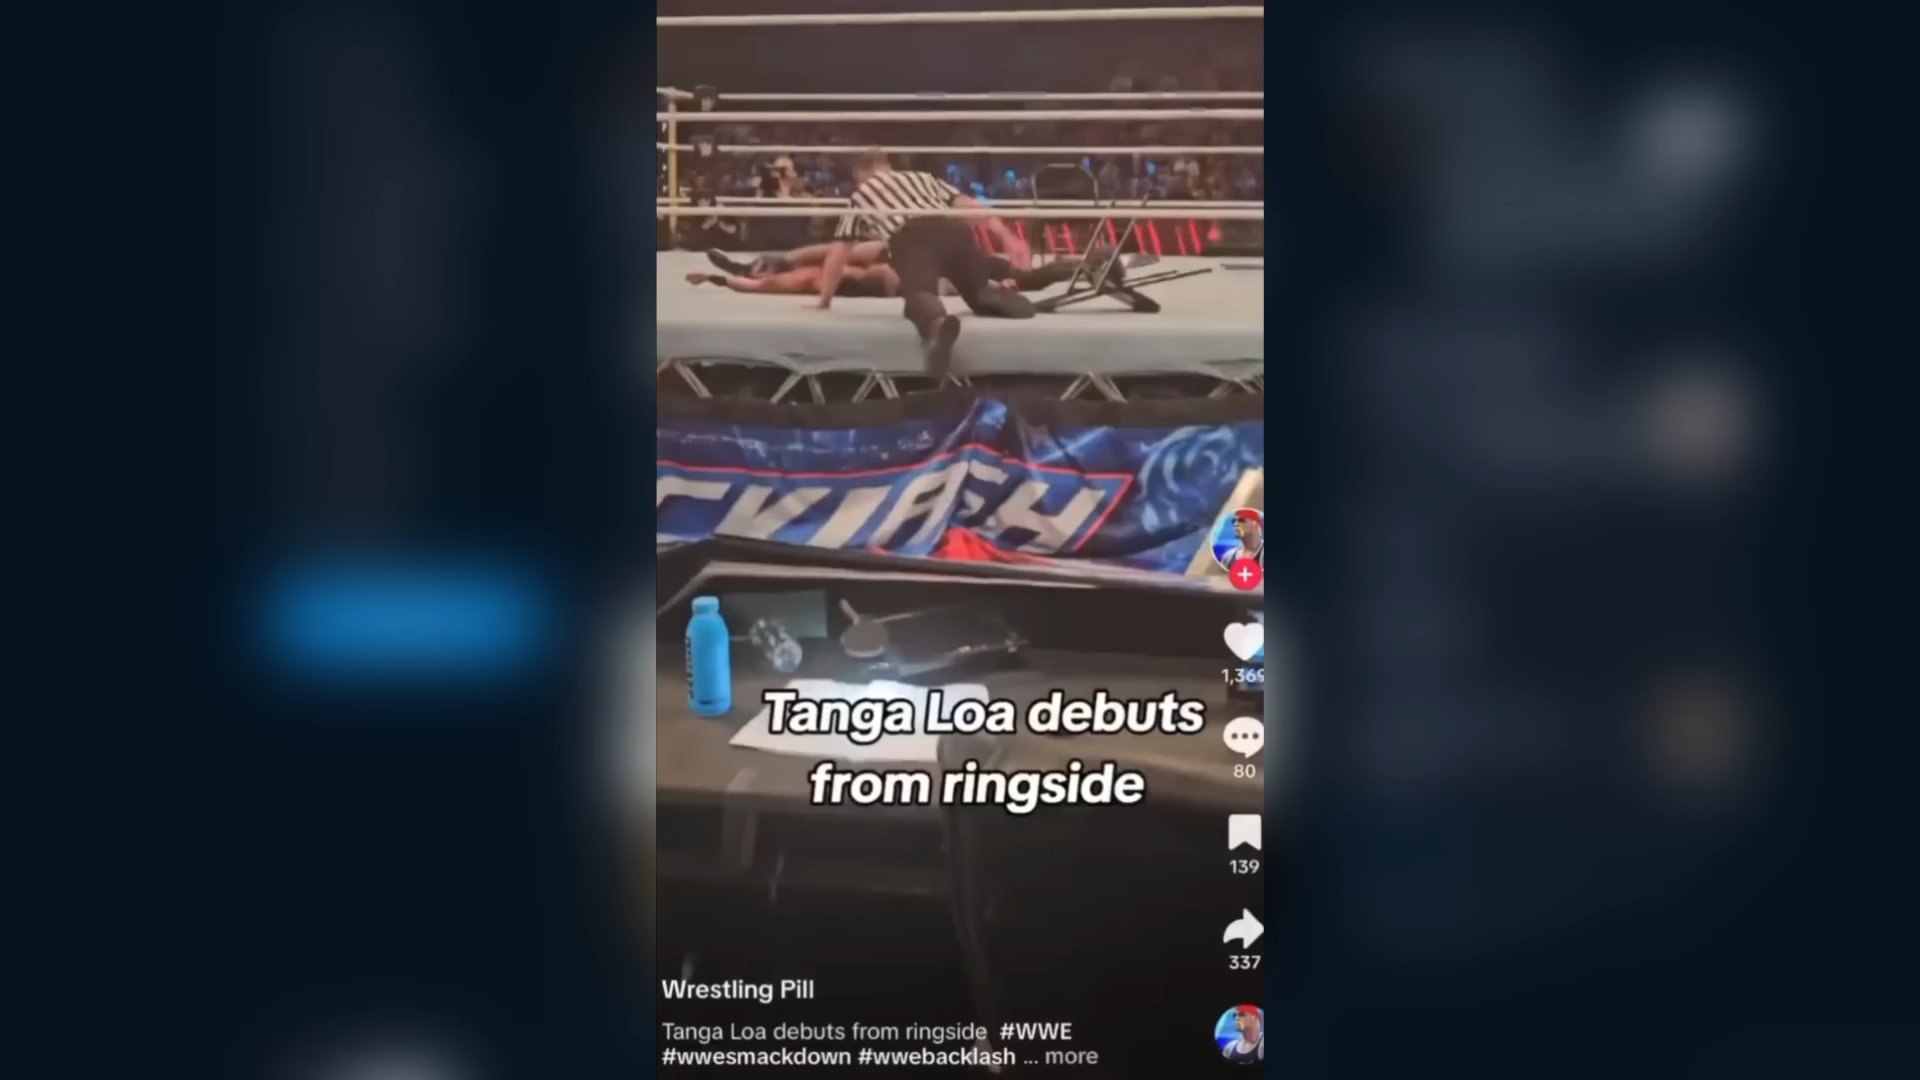 CKLASH
Tanga Loa debuts
from ringside
1,369
80
139
337
Wrestling Pill
Tanga Loa debuts from ringside #WWE
#wwesmackdown #wwebacklash ... more